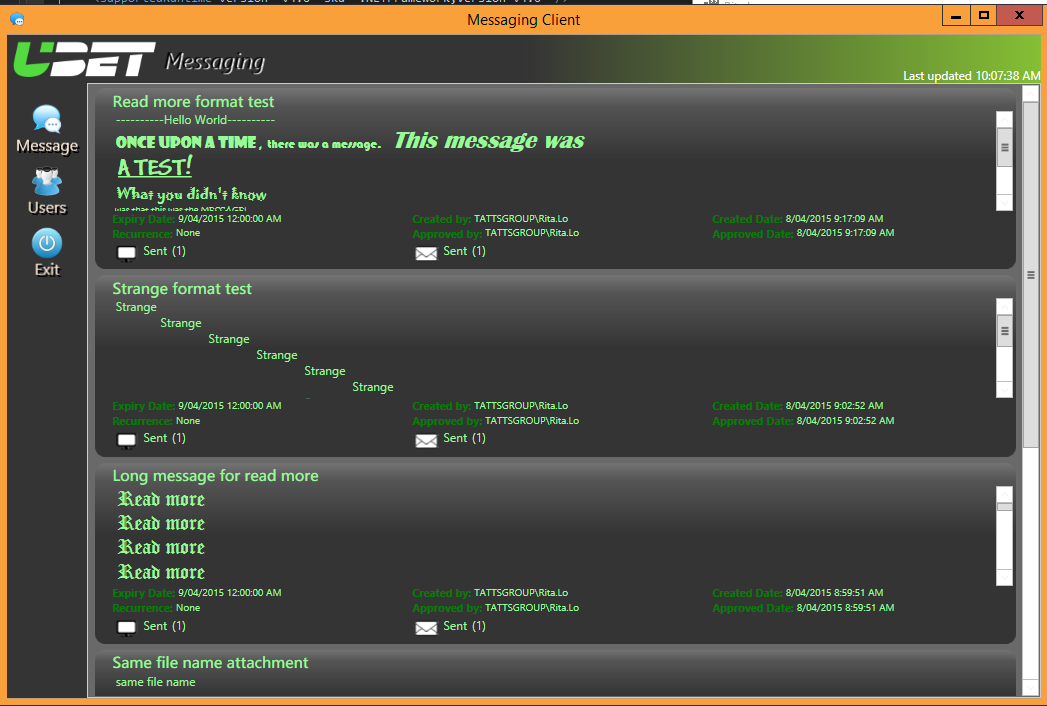 Messaging Client
UBET Messaging
Last updated 10:07:38 AM
Message
Users
Exit
Read more format test
----------Hello World----------
ONCE UPON A TIME , there was a message. This message was
A TEST!
What you didn't know
was that this was the MESSAGE!
Expiry Date: 9/04/2015 12:00:00 AM Created by: TATTSGROUP\Rita.Lo Created Date: 8/04/2015 9:17:09 AM
Recurrence: None Approved by: TATTSGROUP\Rita.Lo Approved Date: 8/04/2015 9:17:09 AM
Sent (1) Sent (1)
Strange format test
Strange
Strange
Strange
Strange
Strange
Strange
Expiry Date: 9/04/2015 12:00:00 AM Created by: TATTSGROUP\Rita.Lo Created Date: 8/04/2015 9:02:52 AM
Recurrence: None Approved by: TATTSGROUP\Rita.Lo Approved Date: 8/04/2015 9:02:52 AM
Sent (1) Sent (1)
Long message for read more
Read more
Read more
Read more
Read more
Expiry Date: 9/04/2015 12:00:00 AM Created by: TATTSGROUP\Rita.Lo Created Date: 8/04/2015 8:59:51 AM
Recurrence: None Approved by: TATTSGROUP\Rita.Lo Approved Date: 8/04/2015 8:59:51 AM
Sent (1) Sent (1)
Same file name attachment
same file name